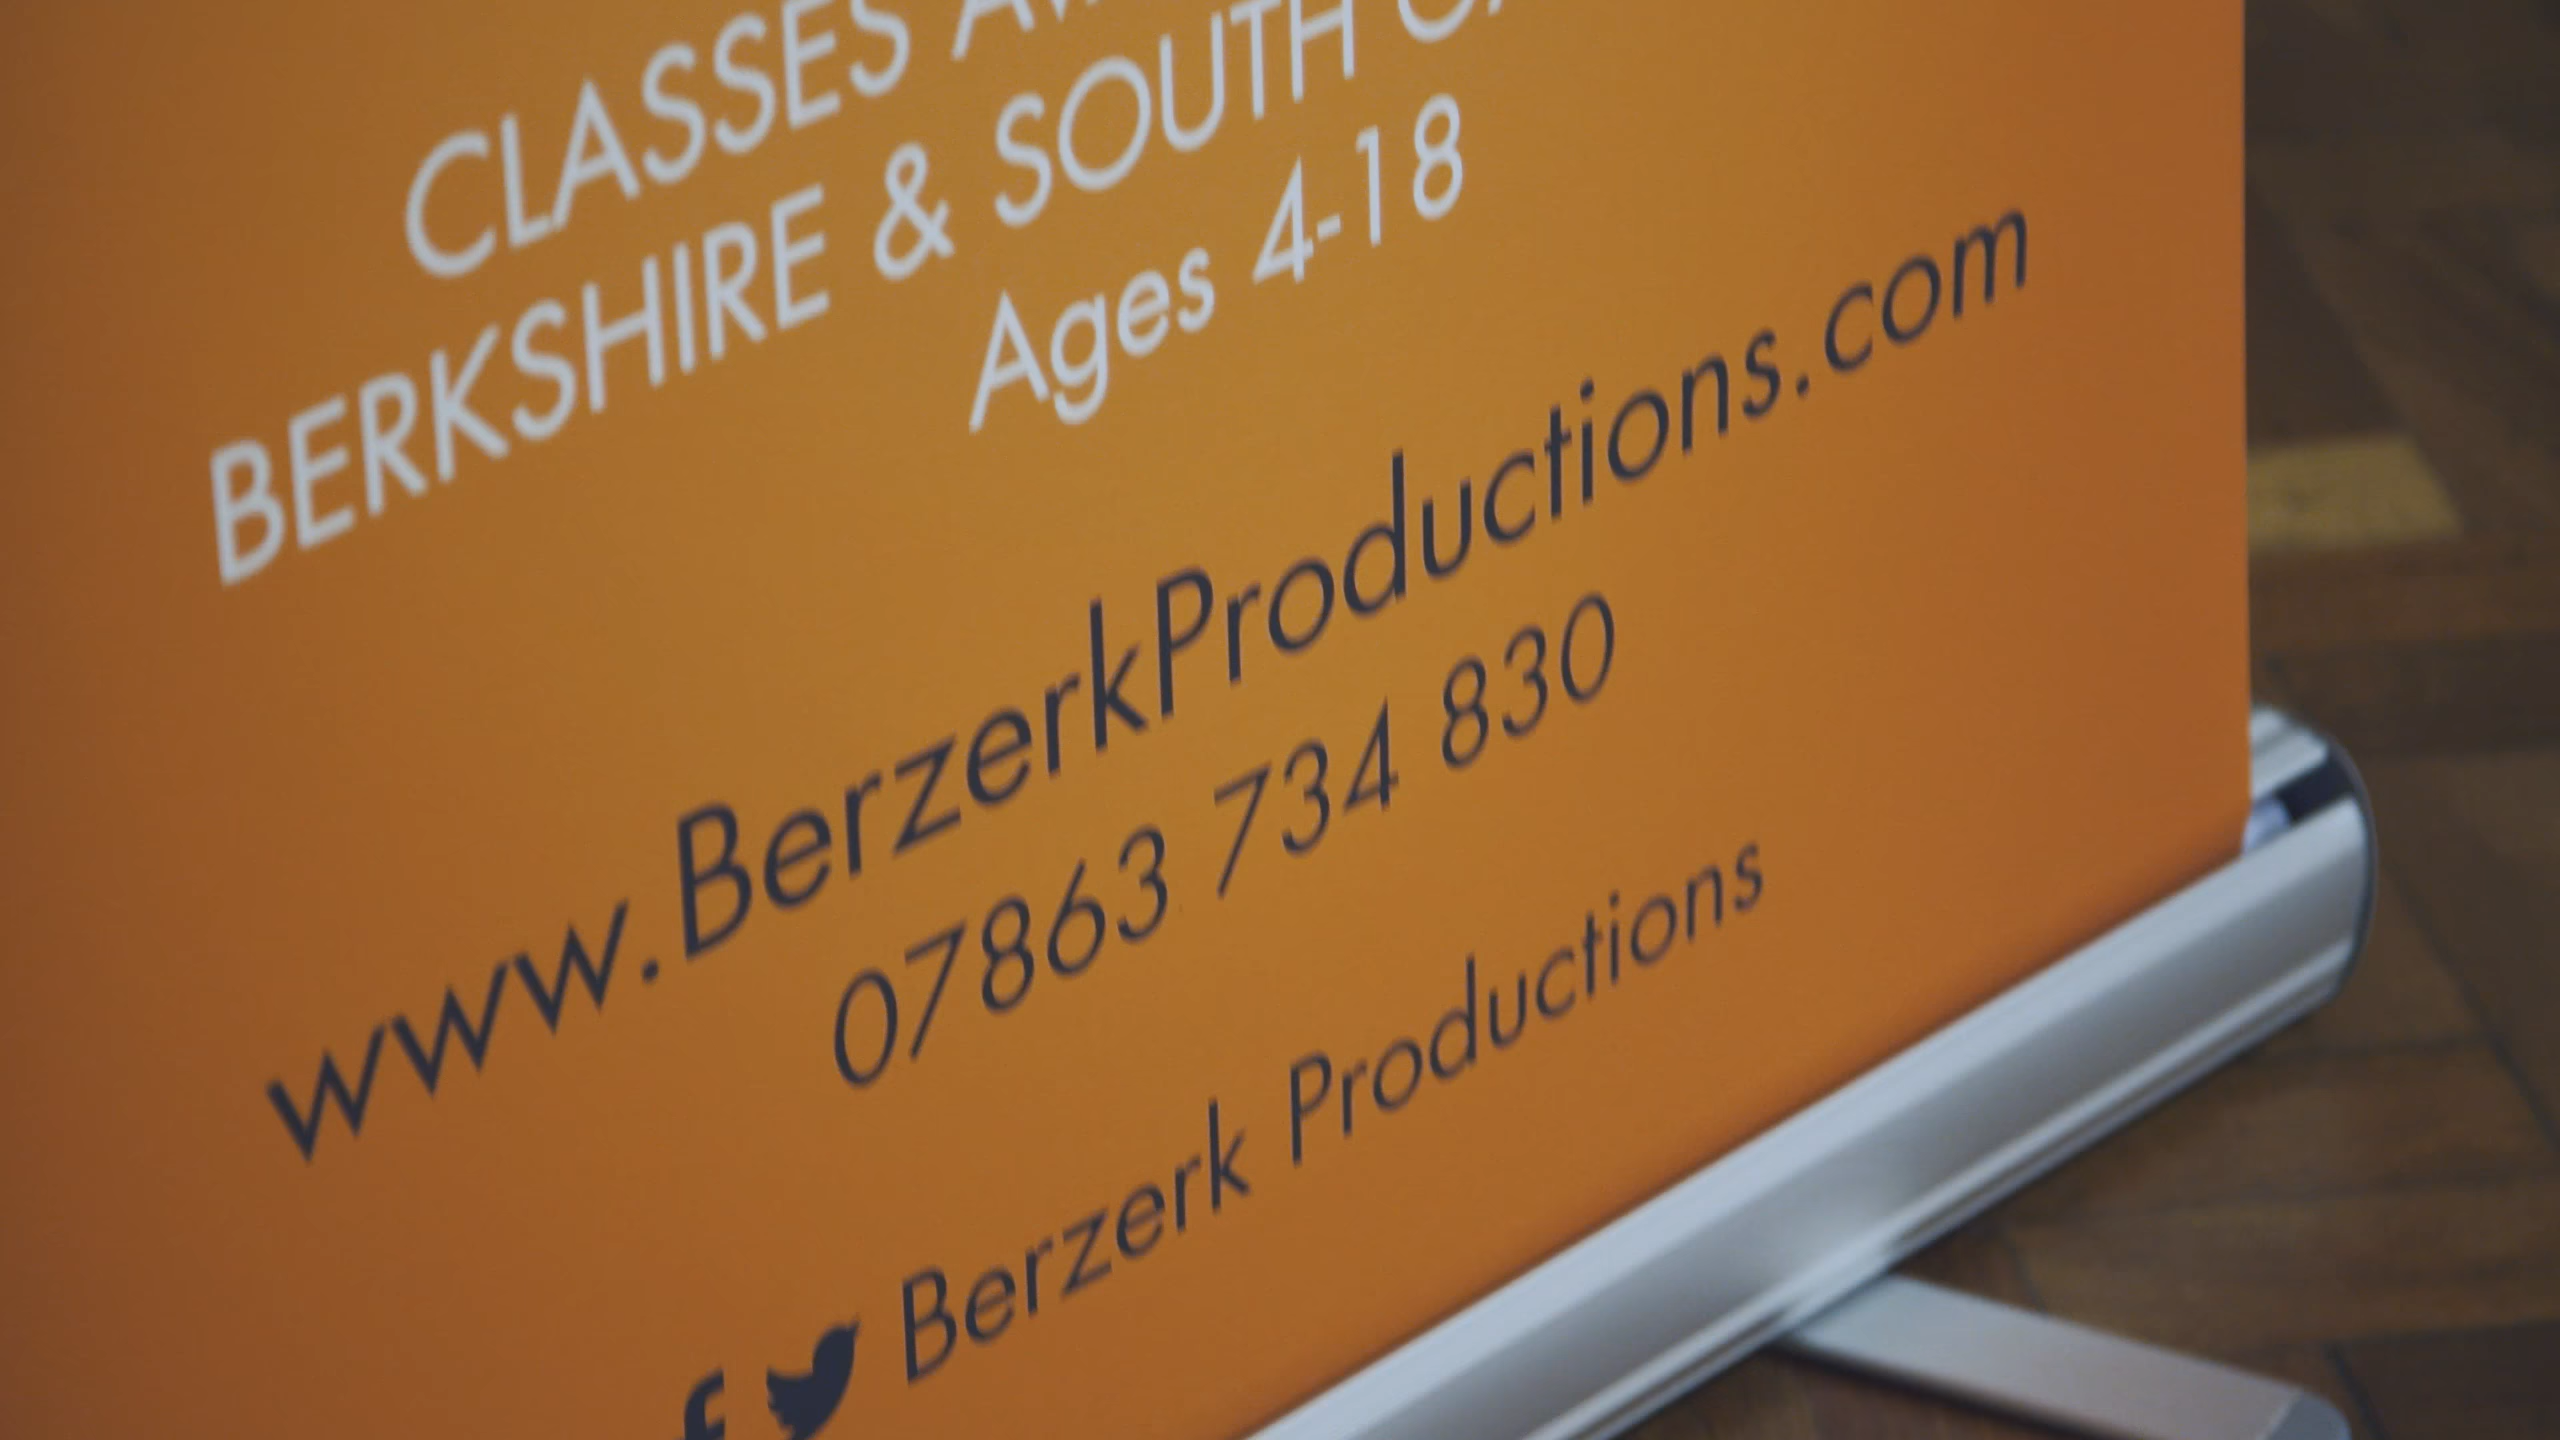 CLASSES
BERKSHIRE & SOUTH
Ages 4-18
www.BerzerkProductions.com
07863 734 830
f Berzerk Productions